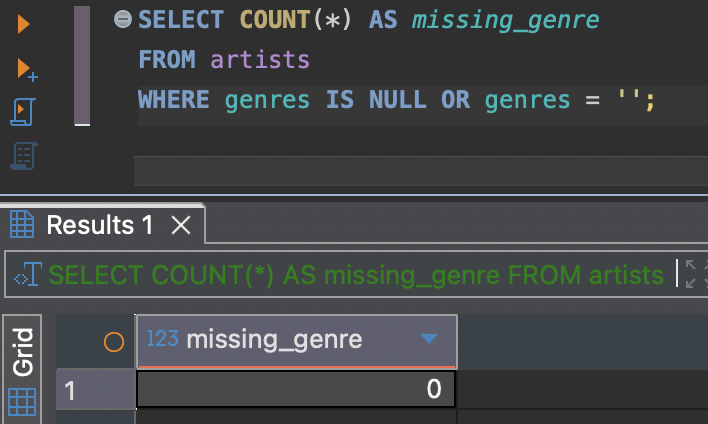 SELECT COUNT(*) AS missing_genre
FROM artists
WHERE genres IS NULL OR genres = '';
Results 1
SELECT COUNT(*) AS missing_genre FROM artists
Grid
123 missing_genre
1 0